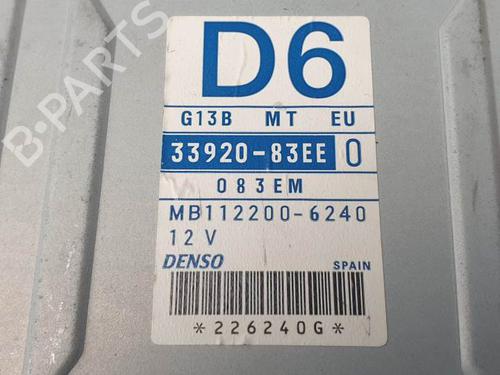 D6
G13B MT EU
33920-83EE 0
083EM
MB112200-6240
12 V
DENSO SPAIN
*226240G*
B-PARTS